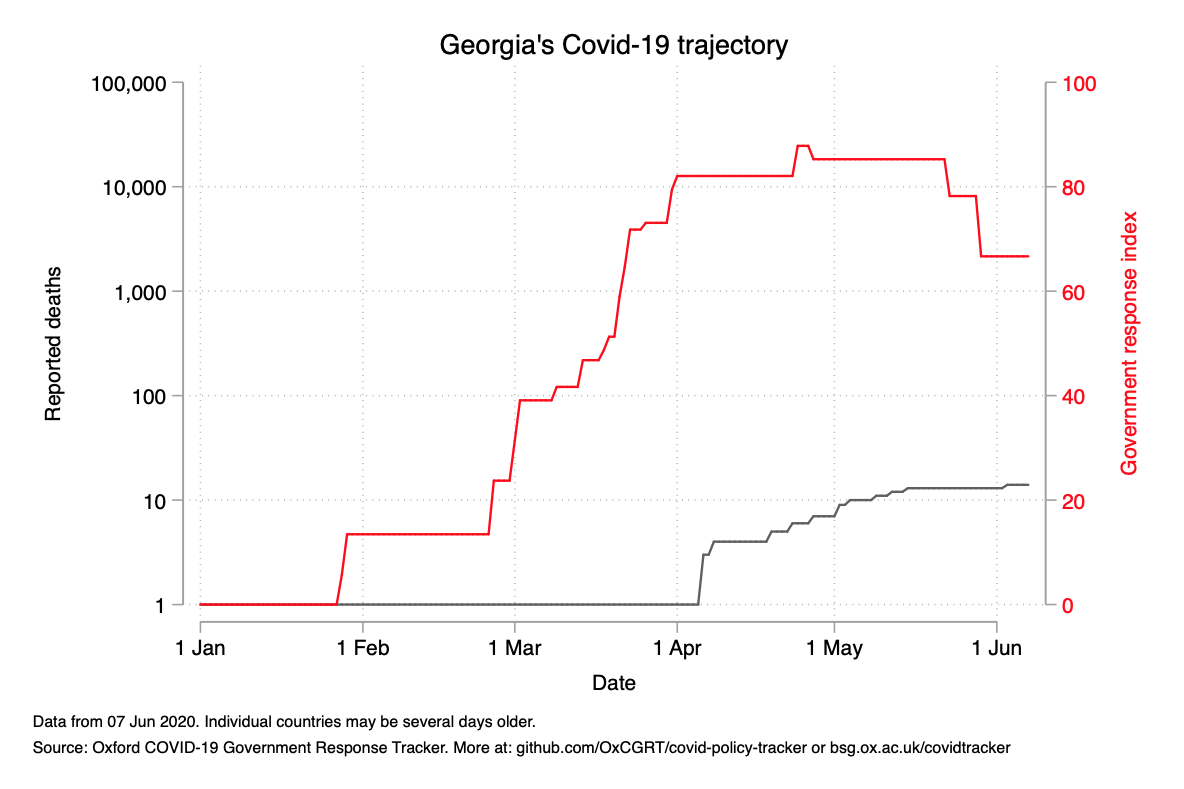 Georgia's Covid-19 trajectory
100,000
10,000
1,000
100
10
1
Reported deaths
100
80
60
40
20
0
Government response index
1 Jan
1 Feb
1 Mar
1 Apr
1 May
1 Jun
Date
Data from 07 Jun 2020. Individual countries may be several days older.
Source: Oxford COVID-19 Government Response Tracker. More at: github.com/OxCGRT/covid-policy-tracker or bsg.ox.ac.uk/covidtracker